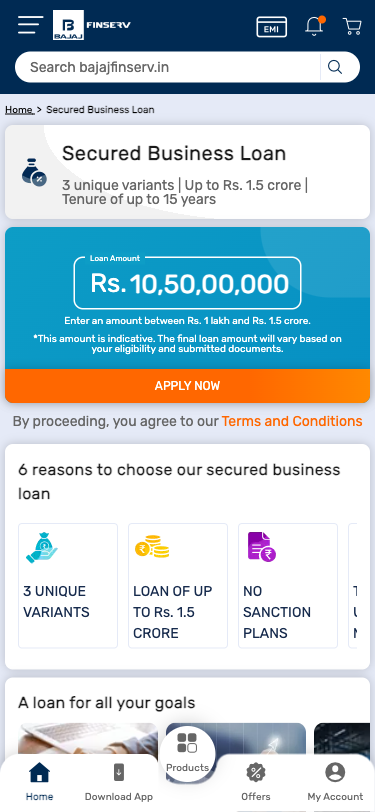 B
BAJAJ
FINSERV
EMI
Search bajajfinserv.in
Home > Secured Business Loan
Secured Business Loan
3 unique variants | Up to Rs. 1.5 crore |
Tenure of up to 15 years
Loan Amount
Rs. 10,50,00,000
Enter an amount between Rs. 1 lakh and Rs. 1.5 crore.
*This amount is indicative. The final loan amount will vary based on
your eligibility and submitted documents.
APPLY NOW
By proceeding, you agree to our Terms and Conditions
6 reasons to choose our secured business
loan
3 UNIQUE
VARIANTS
LOAN OF UP
TO Rs. 1.5
CRORE
NO
SANCTION
PLANS
A loan for all your goals
Home
Download App
Products
Offers
My Account